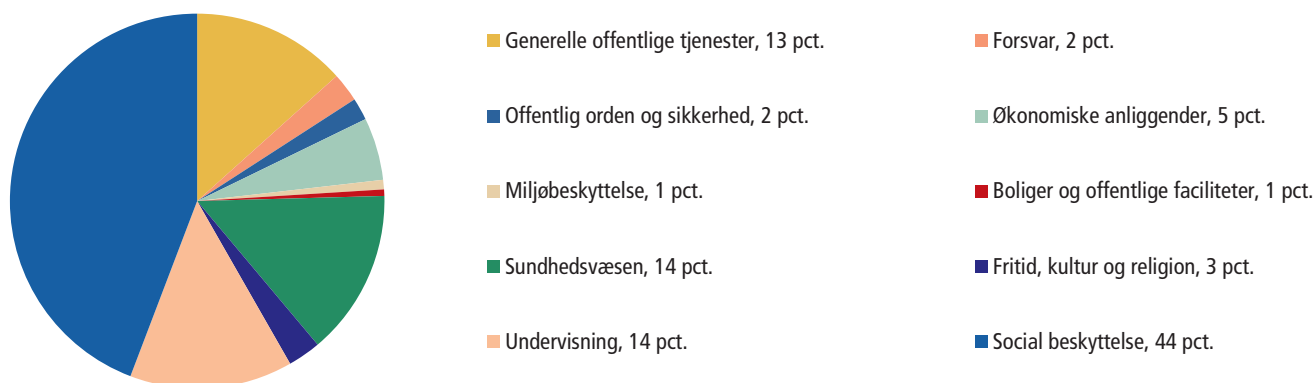 Generelle offentlige tjenester, 13 pct.
Forsvar, 2 pct.
Offentlig orden og sikkerhed, 2 pct.
Økonomiske anliggender, 5 pct.
Miljøbeskyttelse, 1 pct.
Boliger og offentlige faciliteter, 1 pct.
Sundhedsvæsen, 14 pct.
Fritid, kultur og religion, 3 pct.
Undervisning, 14 pct.
Social beskyttelse, 44 pct.